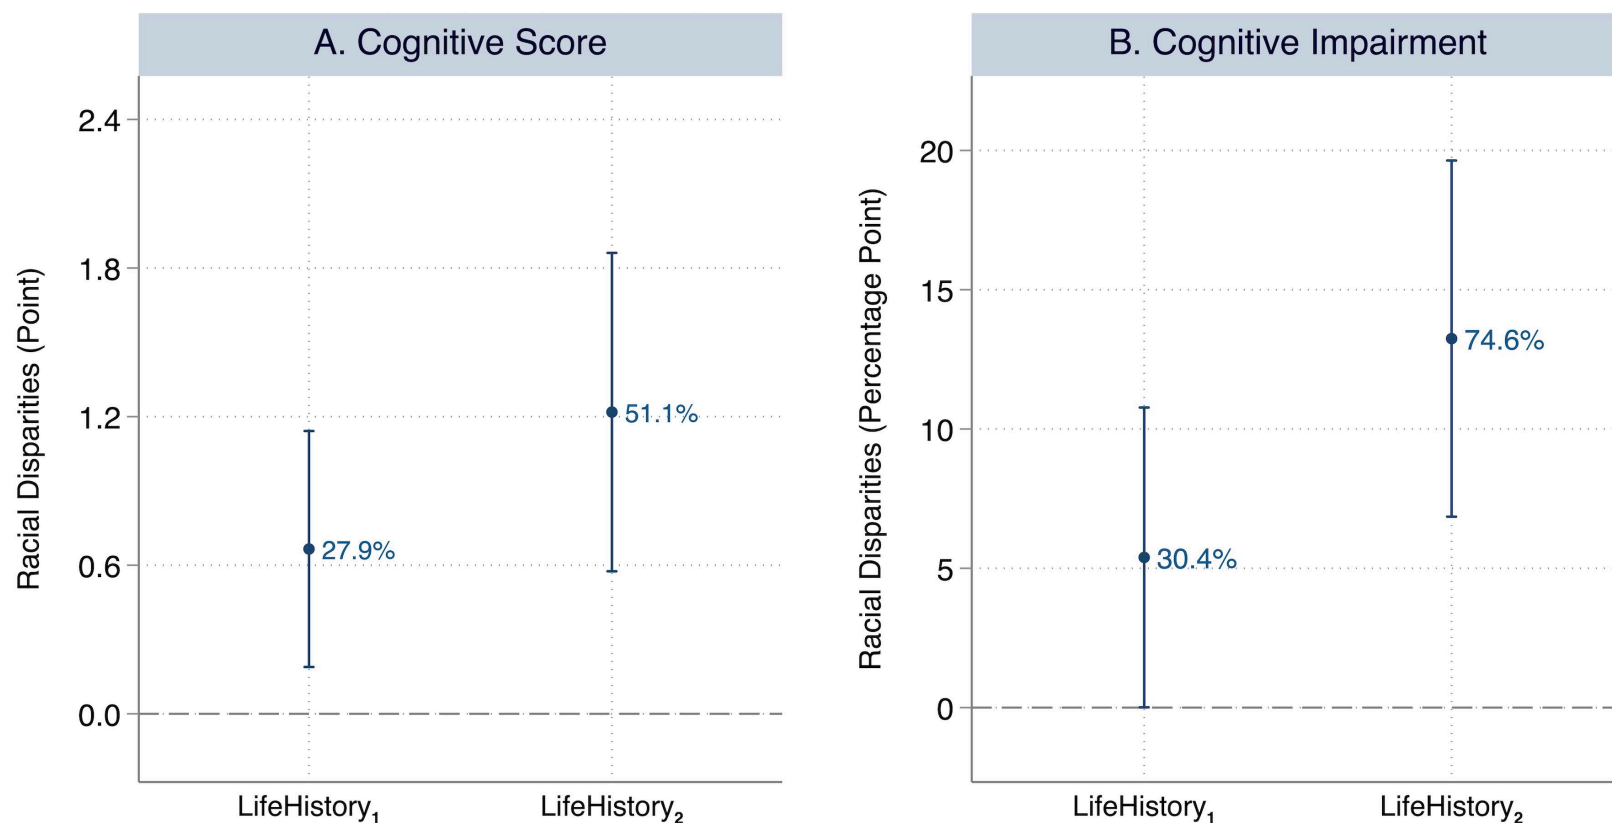 A. Cognitive Score
Racial Disparities (Point)
2.4
1.8
1.2
0.6
0.0
27.9%
51.1%
LifeHistory₁
LifeHistory₂
B. Cognitive Impairment
Racial Disparities (Percentage Point)
20
15
10
5
0
30.4%
74.6%
LifeHistory₁
LifeHistory₂